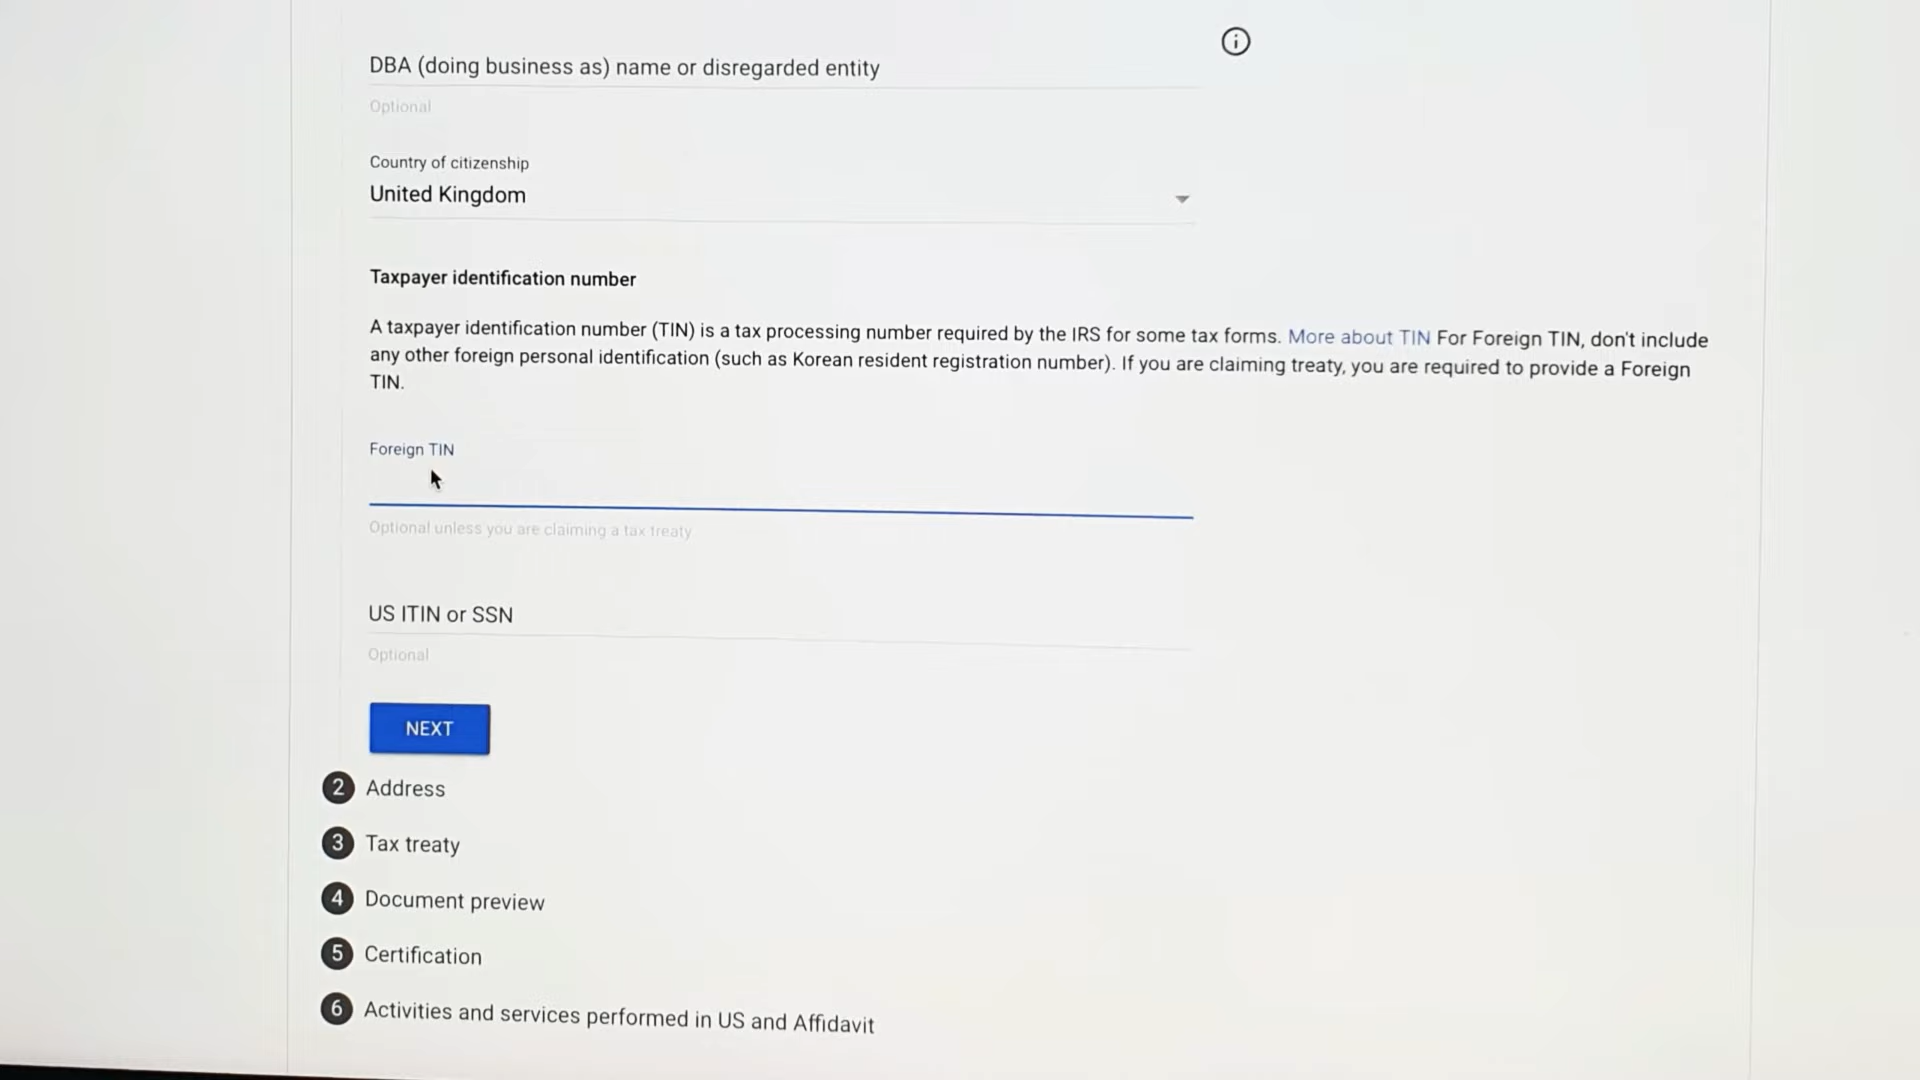 DBA (doing business as) name or disregarded entity
Optional
Country of citizenship
United Kingdom
Taxpayer identification number
A taxpayer identification number (TIN) is a tax processing number required by the IRS for some tax forms. More about TIN For Foreign TIN, don't include
any other foreign personal identification (such as Korean resident registration number). If you are claiming treaty, you are required to provide a Foreign
TIN.
Foreign TIN
Optional unless you are claiming a tax treaty
US ITIN or SSN
Optional
NEXT
2 Address
3 Tax treaty
4 Document preview
5 Certification
6 Activities and services performed in US and Affidavit